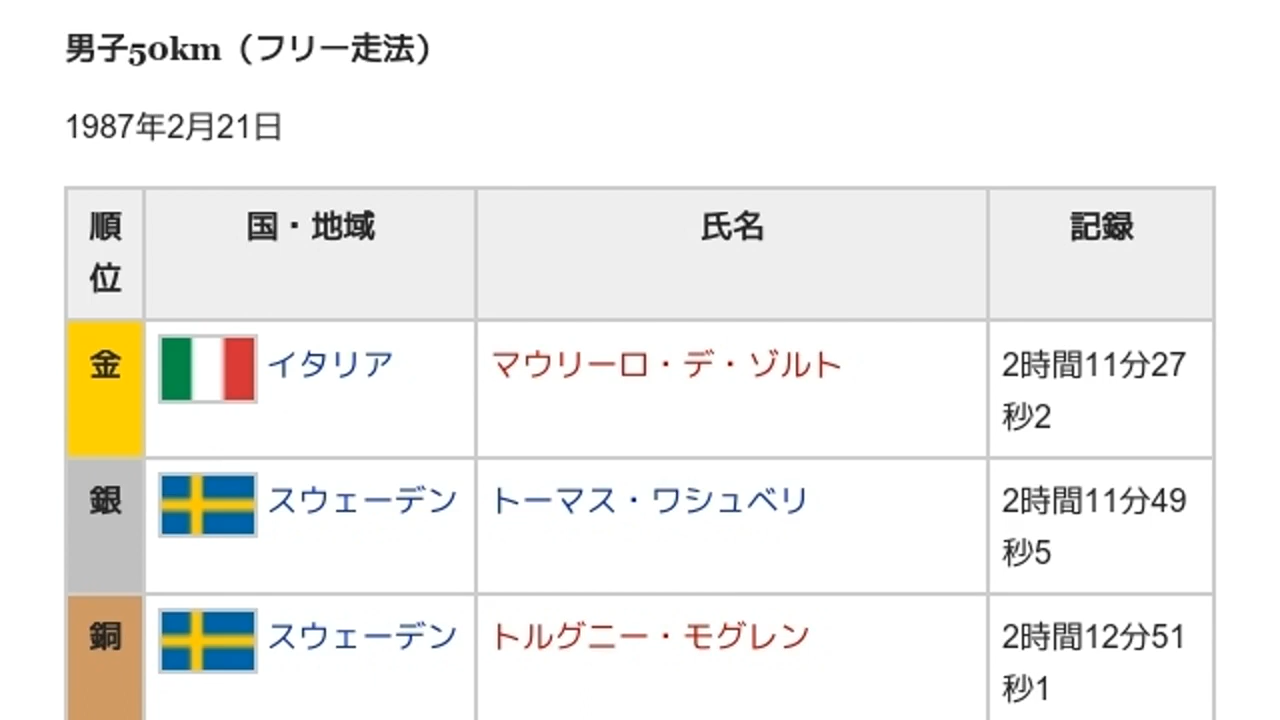 男子50km（フリー走法）
1987年2月21日
順位 国・地域 氏名 記録
金 イタリア マウリーロ・デ・ゾルト 2時間11分27秒2
銀 スウェーデン トーマス・ワシュベリ 2時間11分49秒5
銅 スウェーデン トルグニー・モグレン 2時間12分51秒1